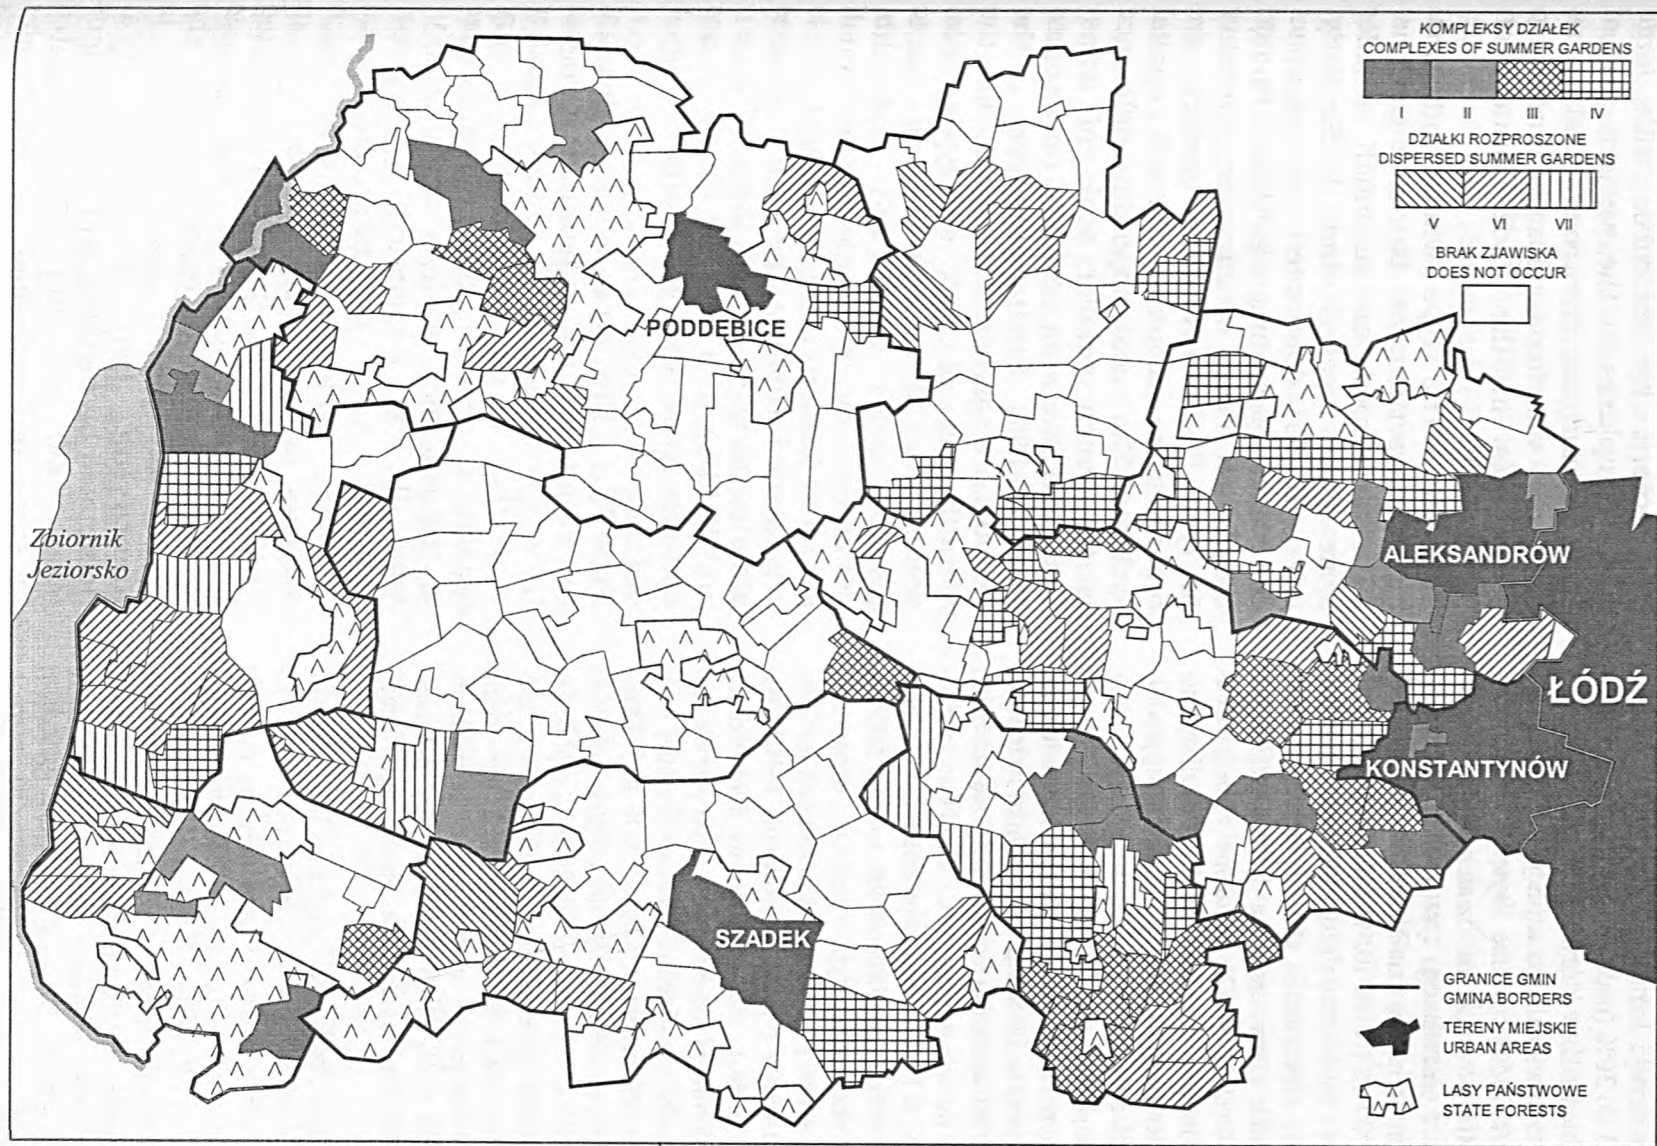 KOMPLEKSY DZIAŁEK
COMPLEXES OF SUMMER GARDENS
I II III IV
DZIAŁKI ROZPROSZONE
DISPERSED SUMMER GARDENS
V VI VII
BRAK ZJAWISKA
DOES NOT OCCUR
PODDEBICE
Zbiornik
Jeziorsko
ALEKSANDRÓW
ŁÓDŹ
KONSTANTYNÓW
SZADEK
GRANICE GMIN
GMINA BORDERS
TERENY MIEJSKIE
URBAN AREAS
LASY PAŃSTWOWE
STATE FORESTS